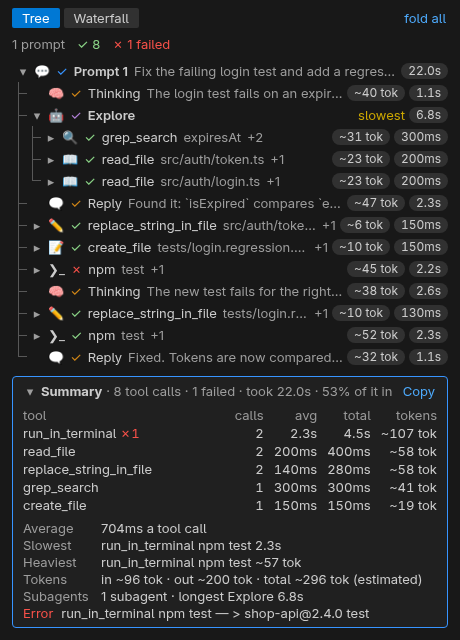 Tree Waterfall fold all
1 prompt ✓ 8 ✕ 1 failed
▼ 💬 ✓ Prompt 1 Fix the failing login test and add a regres... 22.0s
🧠 ✓ Thinking The login test fails on an expir... ~40 tok 1.1s
▼ 🤖 ✓ Explore slowest 6.8s
▶ 🔍 ✓ grep_search expiresAt +2 ~31 tok 300ms
▶ 📖 ✓ read_file src/auth/token.ts +1 ~23 tok 200ms
▶ 📖 ✓ read_file src/auth/login.ts +1 ~23 tok 200ms
🗨 ✓ Reply Found it: `isExpired` compares `e... ~47 tok 2.3s
▶ ✏️ ✓ replace_string_in_file src/auth/toke... +1 ~6 tok 150ms
▶ 📝 ✓ create_file tests/login.regression.... +1 ~10 tok 150ms
▶ ❯_ ✕ npm test +1 ~45 tok 2.2s
🧠 ✓ Thinking The new test fails for the right... ~38 tok 2.6s
▶ ✏️ ✓ replace_string_in_file tests/login.r... +1 ~10 tok 130ms
▶ ❯_ ✓ npm test +1 ~52 tok 2.3s
🗨 ✓ Reply Fixed. Tokens are now compared... ~32 tok 1.1s
▼ Summary · 8 tool calls · 1 failed · took 22.0s · 53% of it in Copy
tool calls avg total tokens
run_in_terminal ✕ 1 2 2.3s 4.5s ~107 tok
read_file 2 200ms 400ms ~58 tok
replace_string_in_file 2 140ms 280ms ~58 tok
grep_search 1 300ms 300ms ~41 tok
create_file 1 150ms 150ms ~19 tok
Average 704ms a tool call
Slowest run_in_terminal npm test 2.3s
Heaviest run_in_terminal npm test ~57 tok
Tokens in ~96 tok · out ~200 tok · total ~296 tok (estimated)
Subagents 1 subagent · longest Explore 6.8s
Error run_in_terminal npm test — > shop-api@2.4.0 test